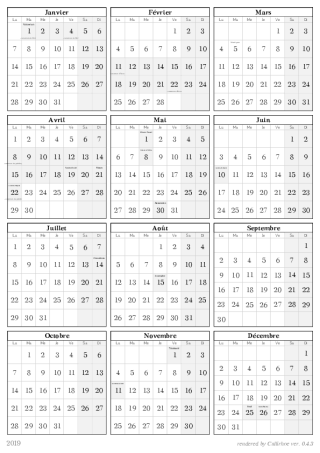 Janvier
Lu Ma Me Je Ve Sa Di
1 2 3 4 5 6
7 8 9 10 11 12 13
14 15 16 17 18 19 20
21 22 23 24 25 26 27
28 29 30 31
Février
Lu Ma Me Je Ve Sa Di
1 2 3
4 5 6 7 8 9 10
11 12 13 14 15 16 17
18 19 20 21 22 23 24
25 26 27 28
Mars
Lu Ma Me Je Ve Sa Di
1 2 3
4 5 6 7 8 9 10
11 12 13 14 15 16 17
18 19 20 21 22 23 24
25 26 27 28 29 30 31
Avril
Lu Ma Me Je Ve Sa Di
1 2 3 4 5 6 7
8 9 10 11 12 13 14
15 16 17 18 19 20 21
22 23 24 25 26 27 28
29 30
Mai
Lu Ma Me Je Ve Sa Di
1 2 3 4 5
6 7 8 9 10 11 12
13 14 15 16 17 18 19
20 21 22 23 24 25 26
27 28 29 30 31
Juin
Lu Ma Me Je Ve Sa Di
1 2
3 4 5 6 7 8 9
10 11 12 13 14 15 16
17 18 19 20 21 22 23
24 25 26 27 28 29 30
Juillet
Lu Ma Me Je Ve Sa Di
1 2 3 4 5 6 7
8 9 10 11 12 13 14
15 16 17 18 19 20 21
22 23 24 25 26 27 28
29 30 31
Août
Lu Ma Me Je Ve Sa Di
1 2 3 4
5 6 7 8 9 10 11
12 13 14 15 16 17 18
19 20 21 22 23 24 25
26 27 28 29 30 31
Septembre
Lu Ma Me Je Ve Sa Di
1
2 3 4 5 6 7 8
9 10 11 12 13 14 15
16 17 18 19 20 21 22
23 24 25 26 27 28 29
30
Octobre
Lu Ma Me Je Ve Sa Di
1 2 3 4 5 6
7 8 9 10 11 12 13
14 15 16 17 18 19 20
21 22 23 24 25 26 27
28 29 30 31
Novembre
Lu Ma Me Je Ve Sa Di
1 2 3
4 5 6 7 8 9 10
11 12 13 14 15 16 17
18 19 20 21 22 23 24
25 26 27 28 29 30
Décembre
Lu Ma Me Je Ve Sa Di
1
2 3 4 5 6 7 8
9 10 11 12 13 14 15
16 17 18 19 20 21 22
23 24 25 26 27 28 29
30 31
2019
rendered by Callirhoe ver. 0.4.3